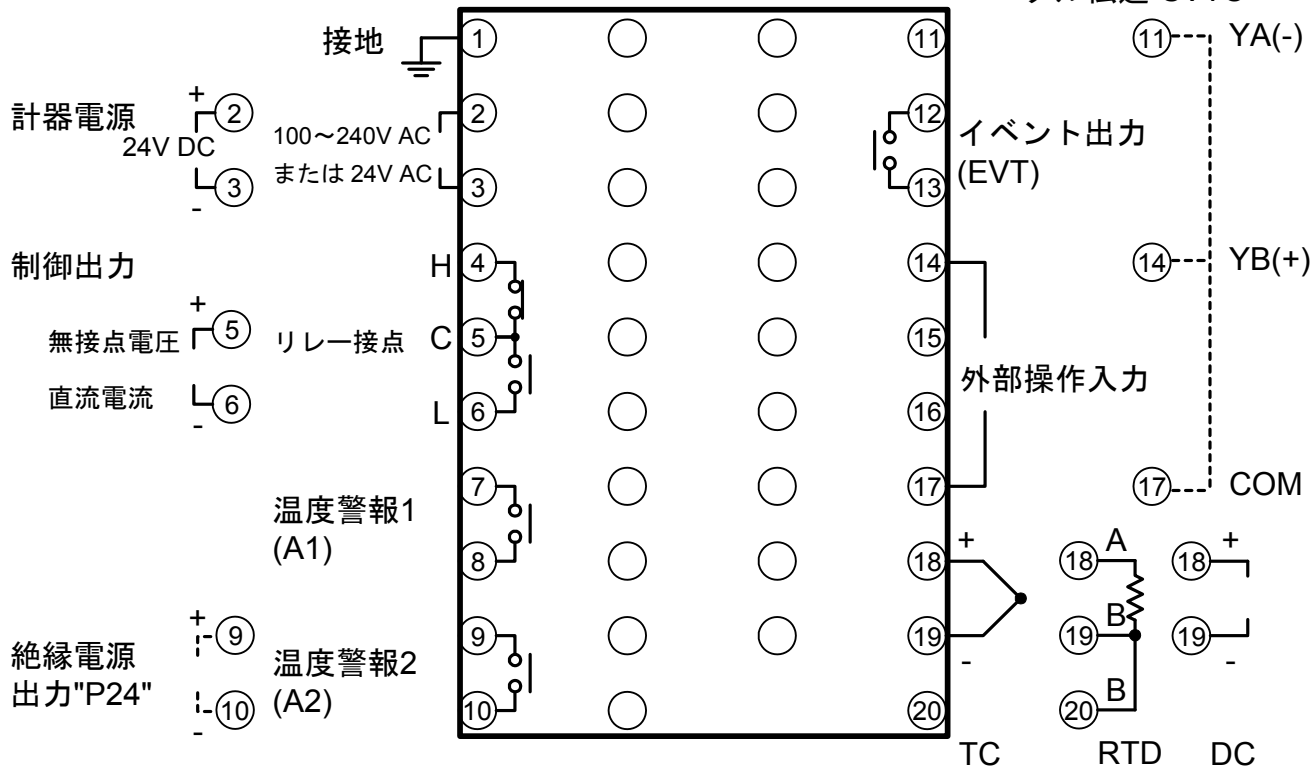 接地
1
11
11
YA(-)
計器電源
+
2
24V DC
3
-
100~240V AC
または 24V AC
2
3
12
13
イベント出力
(EVT)
制御出力
H
4
14
14
YB(+)
+
無接点電圧
5
リレー接点
C
5
15
直流電流
6
-
L
6
16
外部操作入力
温度警報1
(A1)
7
8
17
17
COM
18
+
19
-
20
TC
18
A
19
B
20
B
RTD
18
+
19
-
DC
絶縁電源
出力"P24"
+
9
10
-
温度警報2
(A2)
9
10